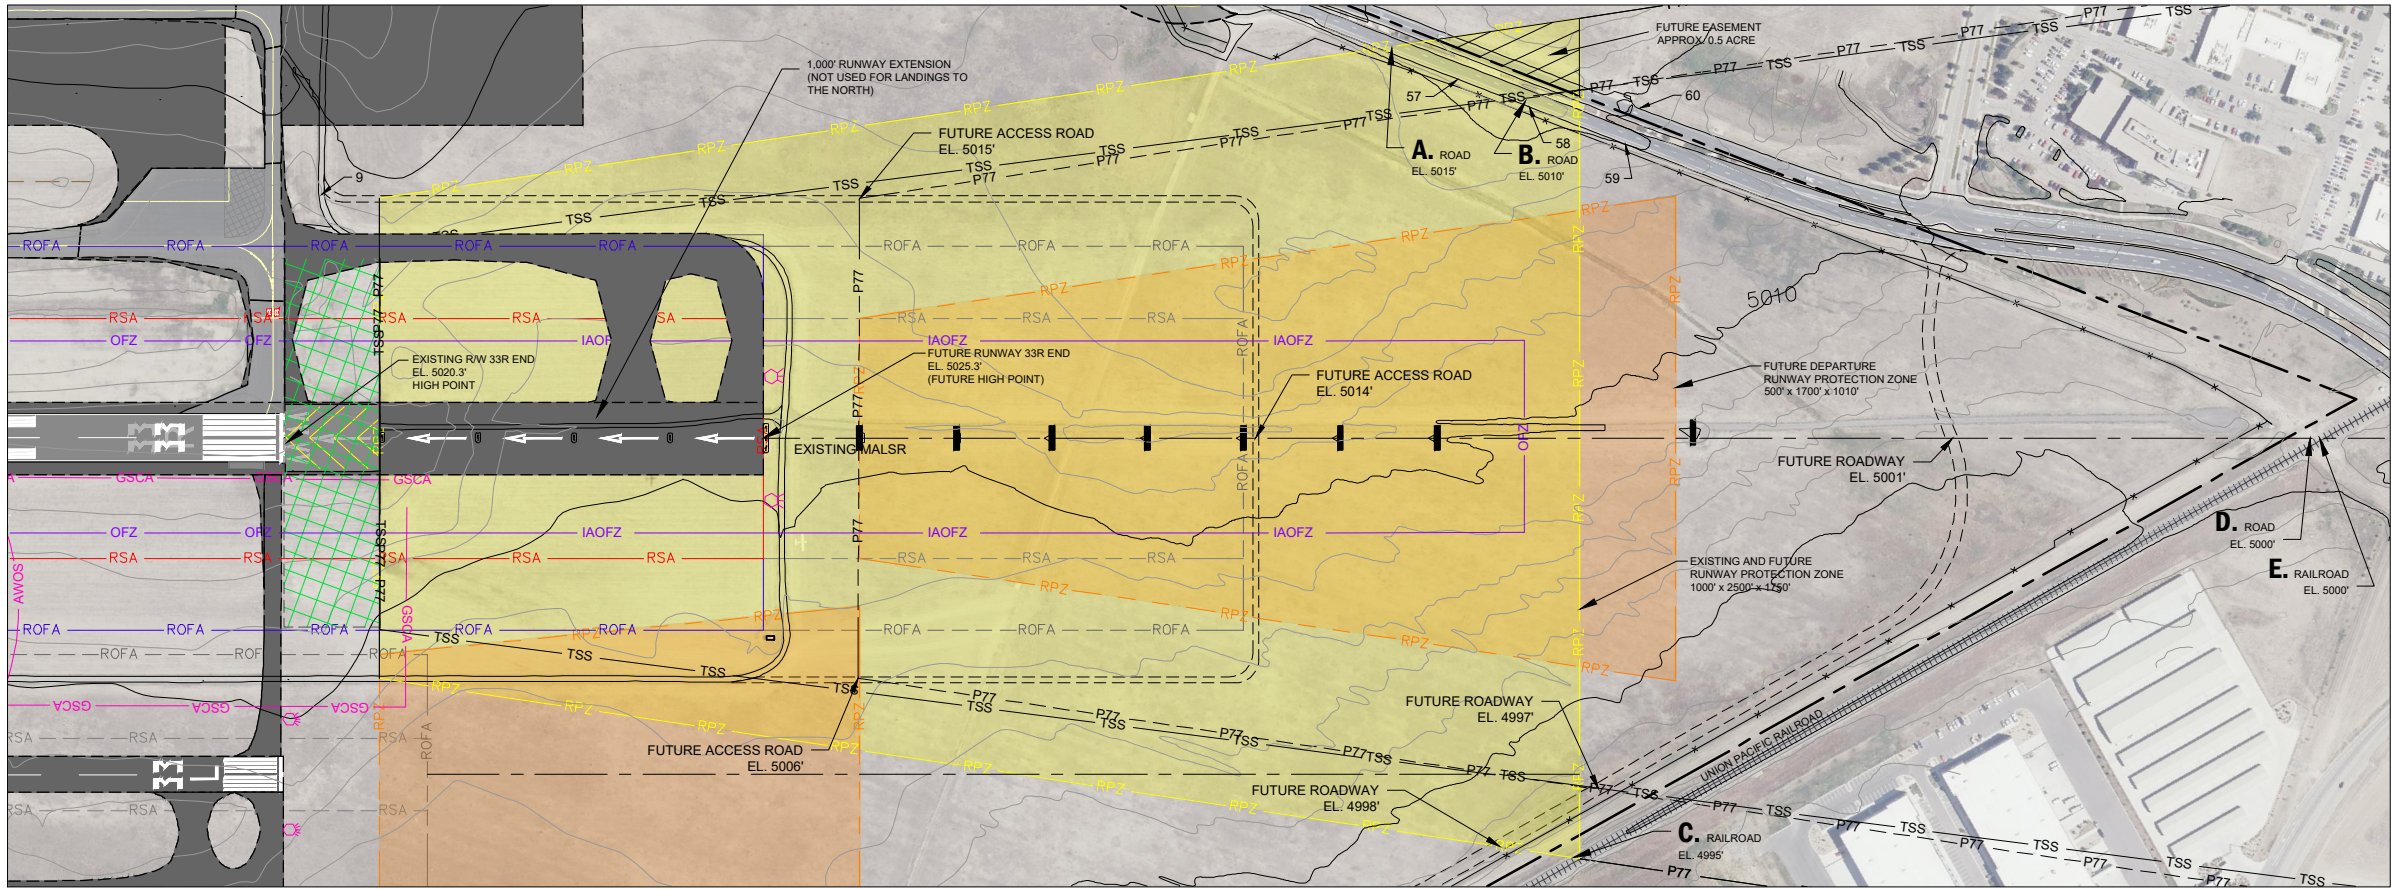 FUTURE EASEMENT
APPROX. 0.5 ACRE
P77
TSS
1,000' RUNWAY EXTENSION
(NOT USED FOR LANDINGS TO
THE NORTH)
RPZ
57
60
FUTURE ACCESS ROAD
EL. 5015'
A. ROAD
EL. 5015'
B. ROAD
EL. 5010'
58
59
9
ROFA
RSA
OFZ
IAOFZ
5010
EXISTING R/W 33R END
EL. 5020.3'
HIGH POINT
FUTURE RUNWAY 33R END
EL. 5025.3'
(FUTURE HIGH POINT)
FUTURE ACCESS ROAD
EL. 5014'
FUTURE DEPARTURE
RUNWAY PROTECTION ZONE
500' x 1700' x 1010'
33
EXISTING MALSR
FUTURE ROADWAY
EL. 5001'
GSCA
D. ROAD
EL. 5000'
E. RAILROAD
EL. 5000'
EXISTING AND FUTURE
RUNWAY PROTECTION ZONE
1000' x 2500' x 1750'
AWOS
FUTURE ROADWAY
EL. 4997'
UNION PACIFIC RAILROAD
FUTURE ACCESS ROAD
EL. 5006'
33
L
FUTURE ROADWAY
EL. 4998'
C. RAILROAD
EL. 4995'